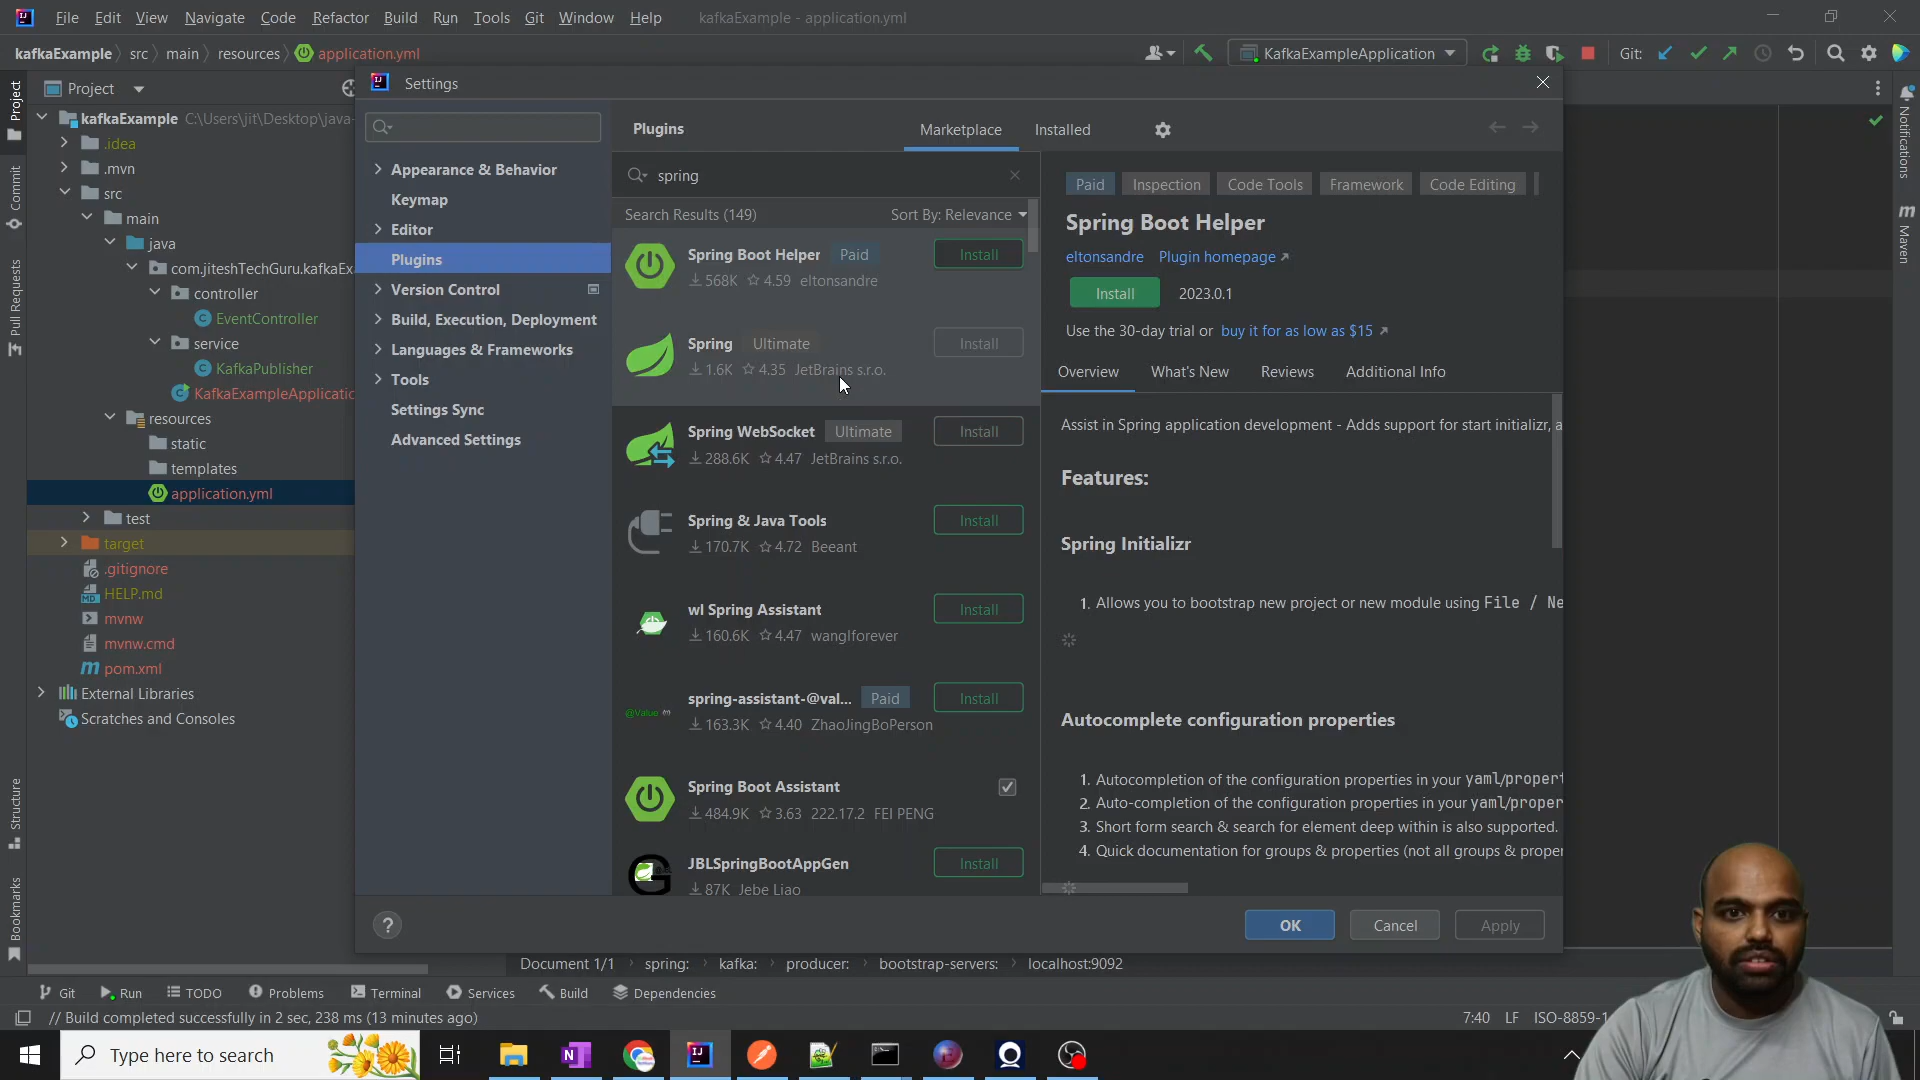 File Edit View Navigate Code Refactor Build Run Tools Git Window Help kafkaExample - application.yml
kafkaExample src main resources application.yml KafkaExampleApplication Git:
Project
Commit
Pull Requests
Structure
Bookmarks
Project
kafkaExample C:\Users\jit\Desktop\java-
.idea
.mvn
src
main
java
com.jiteshTechGuru.kafkaEx
controller
EventController
service
KafkaPublisher
KafkaExampleApplicatio
resources
static
templates
application.yml
test
target
.gitignore
HELP.md
mvnw
mvnw.cmd
pom.xml
External Libraries
Scratches and Consoles
Settings
Appearance & Behavior
Keymap
Editor
Plugins
Version Control
Build, Execution, Deployment
Languages & Frameworks
Tools
Settings Sync
Advanced Settings
Plugins Marketplace Installed
spring
Search Results (149) Sort By: Relevance
Spring Boot Helper Paid Install
568K 4.59 eltonsandre
Spring Ultimate Install
1.6K 4.35 JetBrains s.r.o.
Spring WebSocket Ultimate Install
288.6K 4.47 JetBrains s.r.o.
Spring & Java Tools Install
170.7K 4.72 Beeant
wl Spring Assistant Install
160.6K 4.47 wanglforever
spring-assistant-@val... Paid Install
@Value
163.3K 4.40 ZhaoJingBoPerson
Spring Boot Assistant
484.9K 3.63 222.17.2 FEI PENG
JBLSpringBootAppGen Install
87K Jebe Liao
Paid Inspection Code Tools Framework Code Editing
Spring Boot Helper
eltonsandre Plugin homepage
Install 2023.0.1
Use the 30-day trial or buy it for as low as $15
Overview What's New Reviews Additional Info
Assist in Spring application development - Adds support for start initializr, a
Features:
Spring Initializr
1. Allows you to bootstrap new project or new module using File / Ne
Autocomplete configuration properties
1. Autocompletion of the configuration properties in your yaml/propert
2. Auto-completion of the configuration properties in your yaml/proper
3. Short form search & search for element deep within is also supported.
4. Quick documentation for groups & properties (not all groups & proper
? OK Cancel Apply
Notifications
Maven
Document 1/1 spring: kafka: producer: bootstrap-servers: localhost:9092
Git Run TODO Problems Terminal Services Build Dependencies
// Build completed successfully in 2 sec, 238 ms (13 minutes ago) 7:40 LF ISO-8859-1
Type here to search